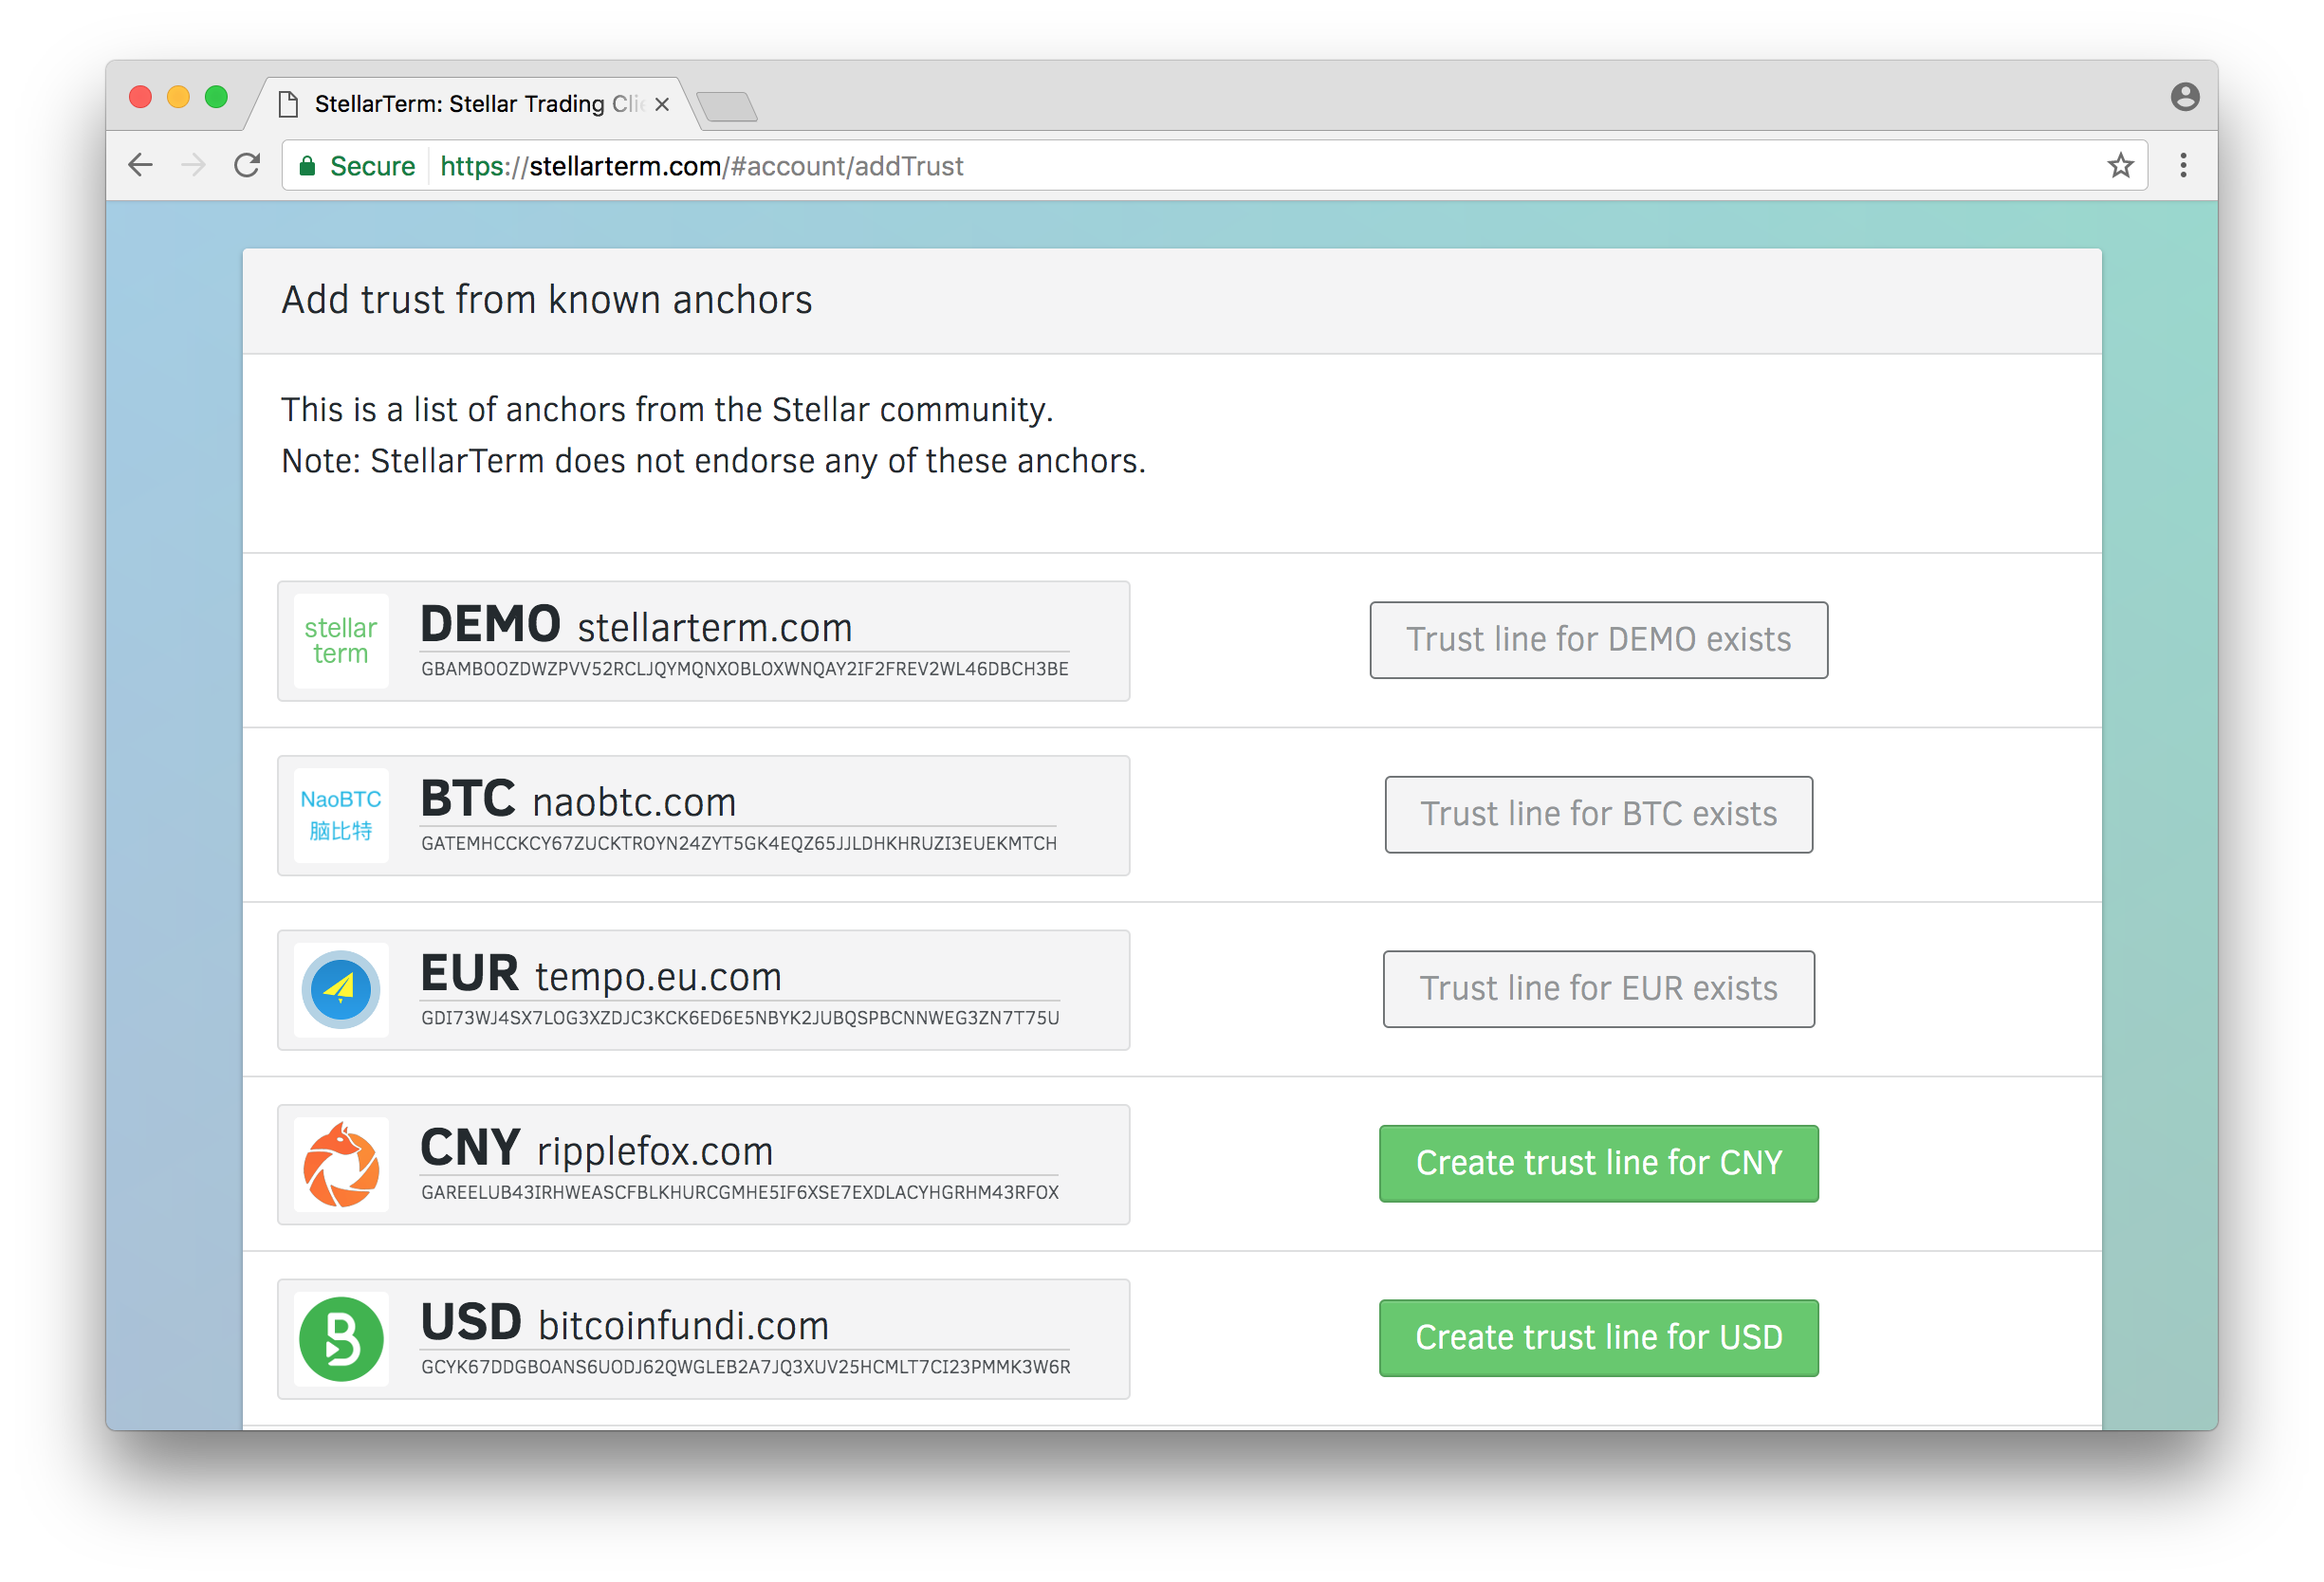 StellarTerm: Stellar Trading Clie
Secure https://stellarterm.com/#account/addTrust
Add trust from known anchors
This is a list of anchors from the Stellar community.
Note: StellarTerm does not endorse any of these anchors.
stellar
term
DEMO stellarterm.com
GBAMBOOZDWZPVV52RCLJQYMQNXOBLOXWNQAY2IF2FREV2WL46DBCH3BE
Trust line for DEMO exists
NaoBTC
脑比特
BTC naobtc.com
GATEMHCCKCY67ZUCKTROYN24ZYT5GK4EQZ65JJLDHKHRUZI3EUEKMTCH
Trust line for BTC exists
EUR tempo.eu.com
GDI73WJ4SX7LOG3XZDJC3KCK6ED6E5NBYK2JUBQSPBCNNWEG3ZN7T75U
Trust line for EUR exists
CNY ripplefox.com
GAREELUB43IRHWEASCFBLKHURCGMHE5IF6XSE7EXDLACYHGRHM43RFOX
Create trust line for CNY
USD bitcoinfundi.com
GCYK67DDGBOANS6UODJ62QWGLEB2A7JQ3XUV25HCMLT7CI23PMMK3W6R
Create trust line for USD